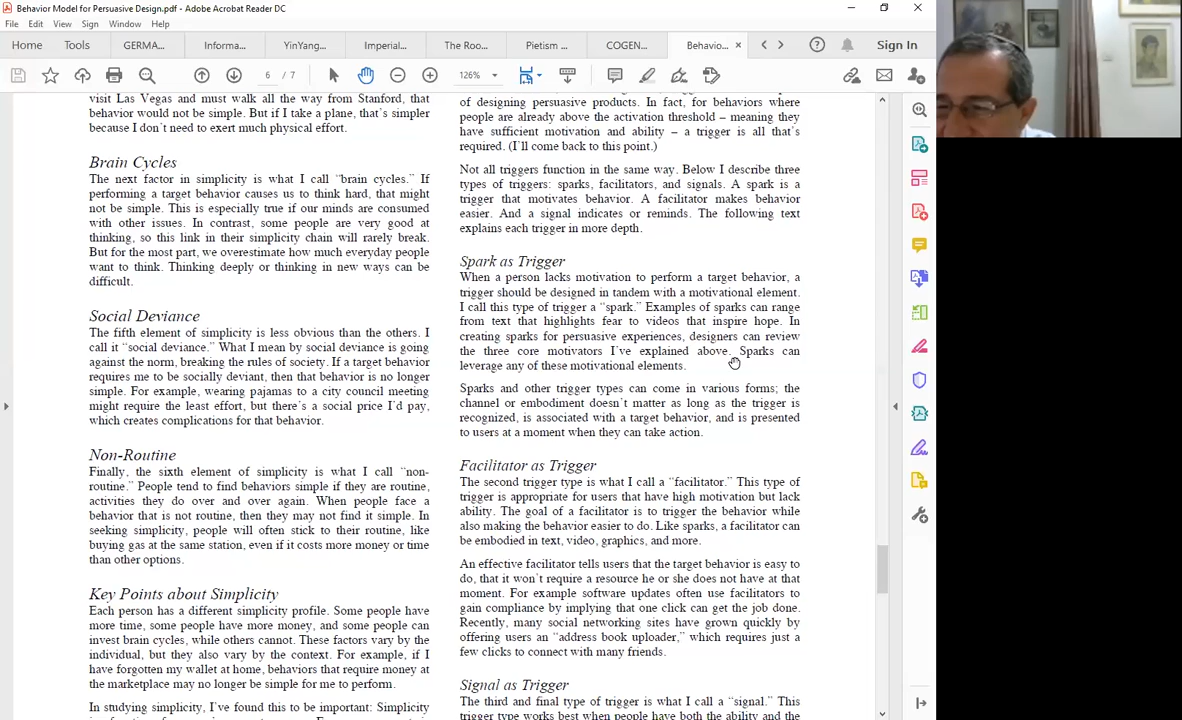 Behavior Model for Persuasive Design.pdf - Adobe Acrobat Reader DC
File Edit View Sign Window Help
Home Tools GERMA... Informa... YinYang... Imperial... The Roo... Pietism ... COGEN... Behavio... × Sign In
6 / 7 126%
visit Las Vegas and must walk all the way from Stanford, that
behavior would not be simple. But if I take a plane, that's simpler
because I don't need to exert much physical effort.
Brain Cycles
The next factor in simplicity is what I call "brain cycles." If
performing a target behavior causes us to think hard, that might
not be simple. This is especially true if our minds are consumed
with other issues. In contrast, some people are very good at
thinking, so this link in their simplicity chain will rarely break.
But for the most part, we overestimate how much everyday people
want to think. Thinking deeply or thinking in new ways can be
difficult.
Social Deviance
The fifth element of simplicity is less obvious than the others. I
call it "social deviance." What I mean by social deviance is going
against the norm, breaking the rules of society. If a target behavior
requires me to be socially deviant, then that behavior is no longer
simple. For example, wearing pajamas to a city council meeting
might require the least effort, but there's a social price I'd pay,
which creates complications for that behavior.
Non-Routine
Finally, the sixth element of simplicity is what I call "non-
routine." People tend to find behaviors simple if they are routine,
activities they do over and over again. When people face a
behavior that is not routine, then they may not find it simple. In
seeking simplicity, people will often stick to their routine, like
buying gas at the same station, even if it costs more money or time
than other options.
Key Points about Simplicity
Each person has a different simplicity profile. Some people have
more time, some people have more money, and some people can
invest brain cycles, while others cannot. These factors vary by the
individual, but they also vary by the context. For example, if I
have forgotten my wallet at home, behaviors that require money at
the marketplace may no longer be simple for me to perform.
In studying simplicity, I've found this to be important: Simplicity
of designing persuasive products. In fact, for behaviors where
people are already above the activation threshold – meaning they
have sufficient motivation and ability – a trigger is all that's
required. (I'll come back to this point.)
Not all triggers function in the same way. Below I describe three
types of triggers: sparks, facilitators, and signals. A spark is a
trigger that motivates behavior. A facilitator makes behavior
easier. And a signal indicates or reminds. The following text
explains each trigger in more depth.
Spark as Trigger
When a person lacks motivation to perform a target behavior, a
trigger should be designed in tandem with a motivational element.
I call this type of trigger a "spark." Examples of sparks can range
from text that highlights fear to videos that inspire hope. In
creating sparks for persuasive experiences, designers can review
the three core motivators I've explained above. Sparks can
leverage any of these motivational elements.
Sparks and other trigger types can come in various forms; the
channel or embodiment doesn't matter as long as the trigger is
recognized, is associated with a target behavior, and is presented
to users at a moment when they can take action.
Facilitator as Trigger
The second trigger type is what I call a "facilitator." This type of
trigger is appropriate for users that have high motivation but lack
ability. The goal of a facilitator is to trigger the behavior while
also making the behavior easier to do. Like sparks, a facilitator can
be embodied in text, video, graphics, and more.
An effective facilitator tells users that the target behavior is easy to
do, that it won't require a resource he or she does not have at that
moment. For example software updates often use facilitators to
gain compliance by implying that one click can get the job done.
Recently, many social networking sites have grown quickly by
offering users an "address book uploader," which requires just a
few clicks to connect with many friends.
Signal as Trigger
The third and final type of trigger is what I call a "signal." This
trigger type works best when people have both the ability and the